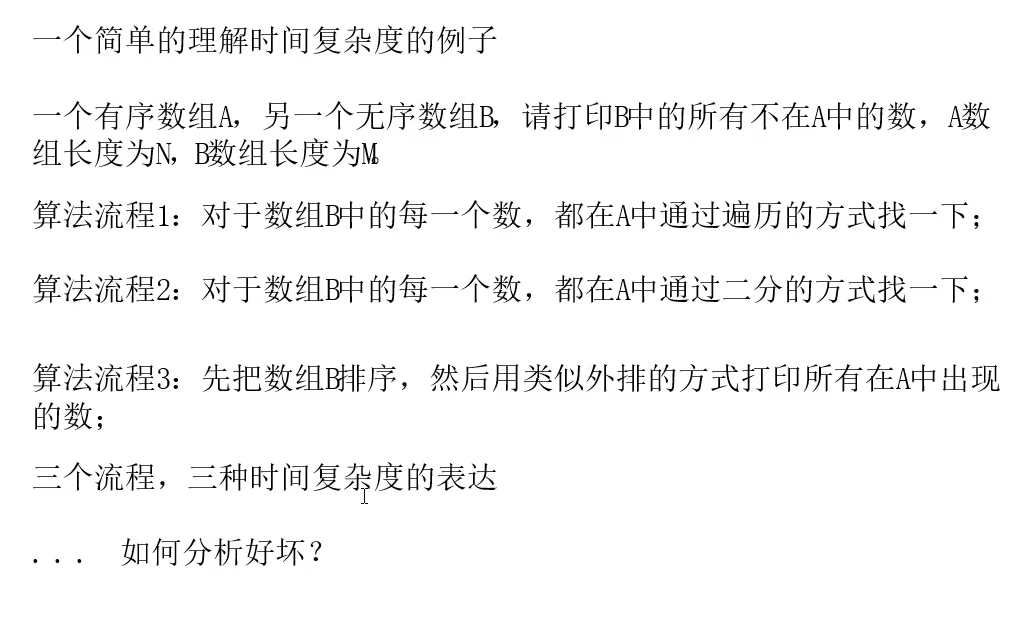 一个简单的理解时间复杂度的例子
一个有序数组A，另一个无序数组B，请打印B中的所有不在A中的数，A数
组长度为N，B数组长度为M。
算法流程1：对于数组B中的每一个数，都在A中通过遍历的方式找一下；
算法流程2：对于数组B中的每一个数，都在A中通过二分的方式找一下；
算法流程3：先把数组B排序，然后用类似外排的方式打印所有在A中出现
的数；
三个流程，三种时间复杂度的表达
... 如何分析好坏？